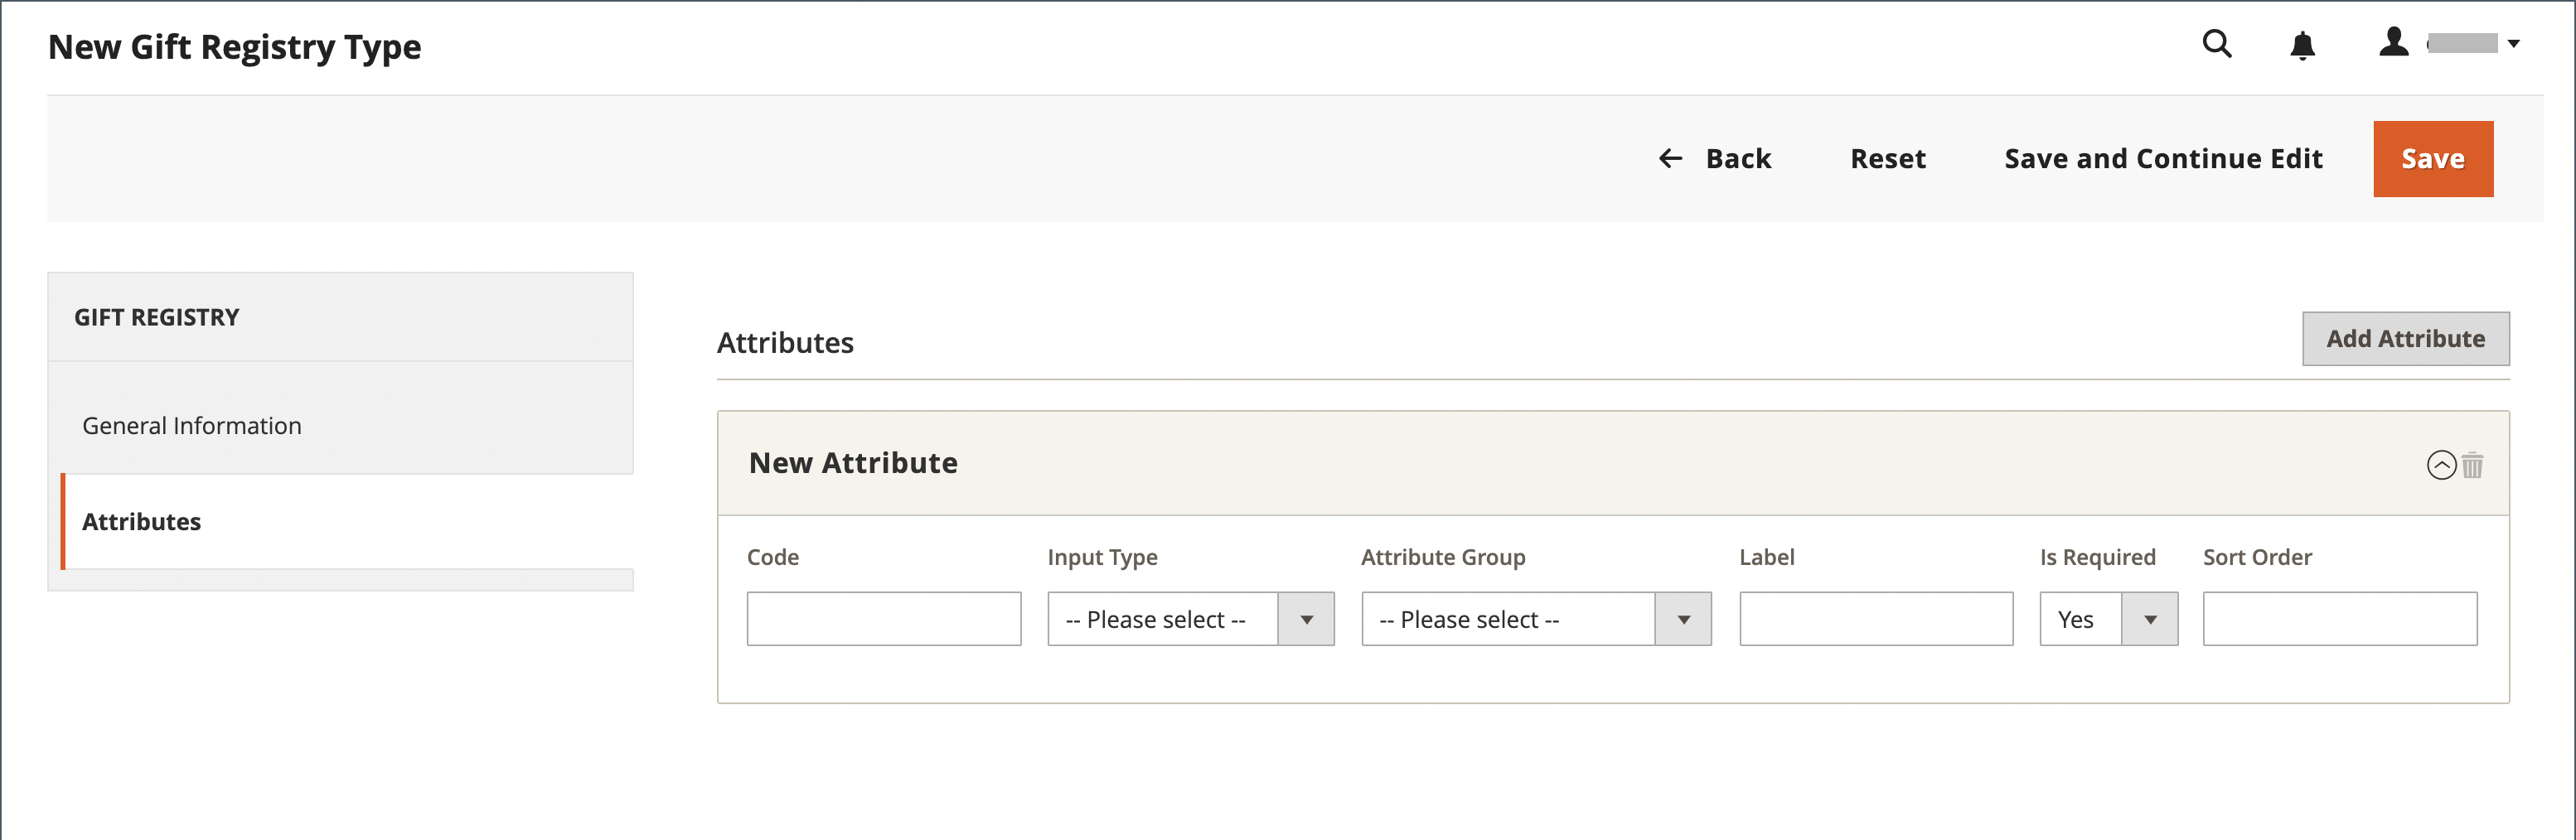 New Gift Registry Type
Back Reset Save and Continue Edit Save
GIFT REGISTRY
General Information
Attributes
Attributes
Add Attribute
New Attribute
Code Input Type Attribute Group Label Is Required Sort Order
-- Please select -- -- Please select -- Yes